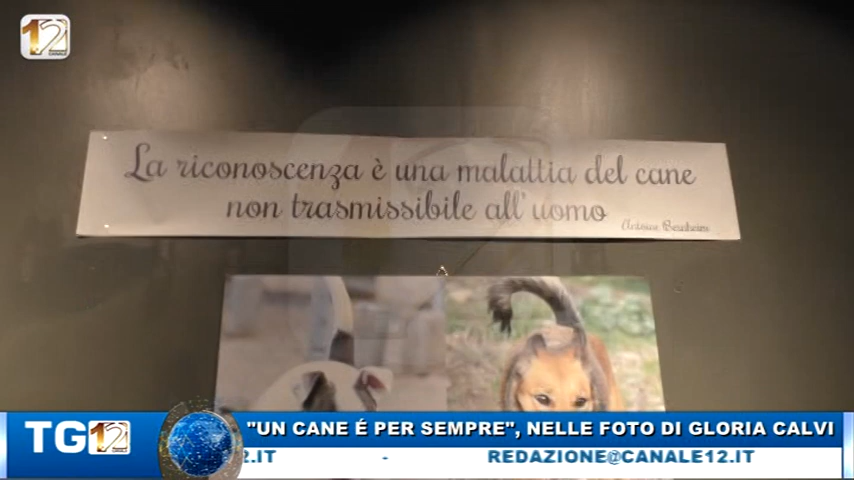 12
La riconoscenza è una malattia del cane
non trasmissibile all'uomo
TG12
"UN CANE É PER SEMPRE", NELLE FOTO DI GLORIA CALVI
2.IT - REDAZIONE@CANALE12.IT